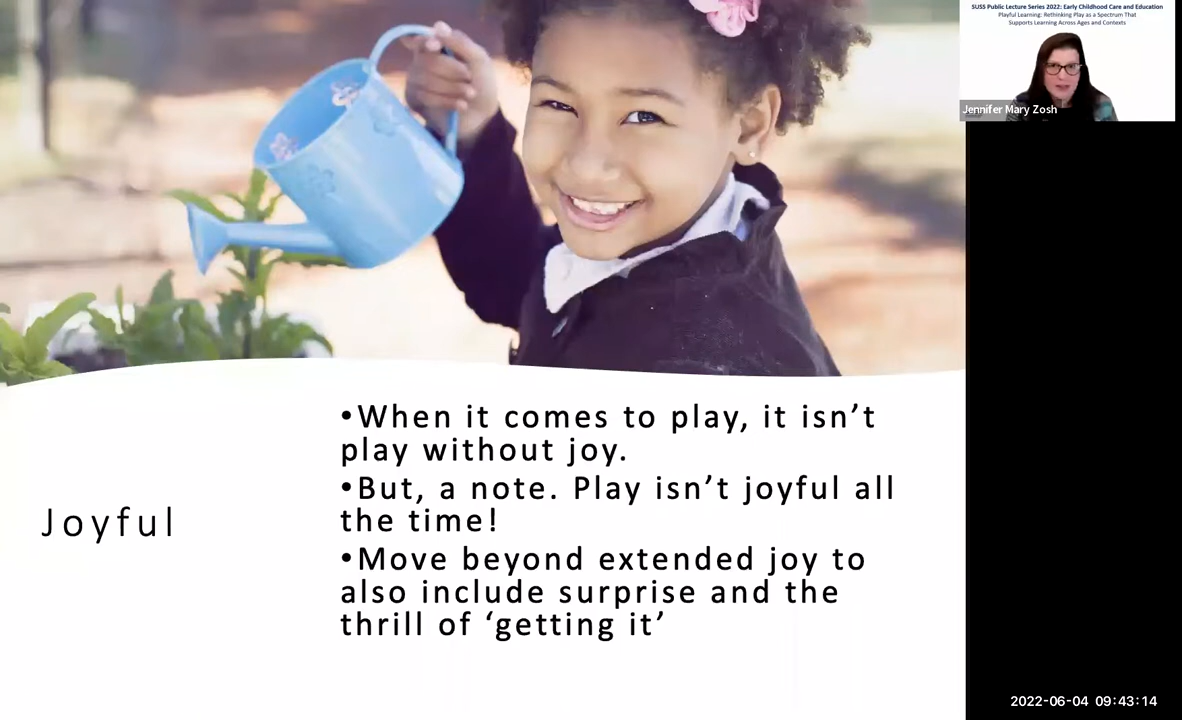 SUSS Public Lecture Series 2022: Early Childhood Care and Education
Playful Learning: Rethinking Play as a Spectrum That
Supports Learning Across Ages and Contexts
Jennifer Mary Zosh
Joyful
•When it comes to play, it isn’t
play without joy.
•But, a note. Play isn’t joyful all
the time!
•Move beyond extended joy to
also include surprise and the
thrill of ‘getting it’
2022-06-04 09:43:14